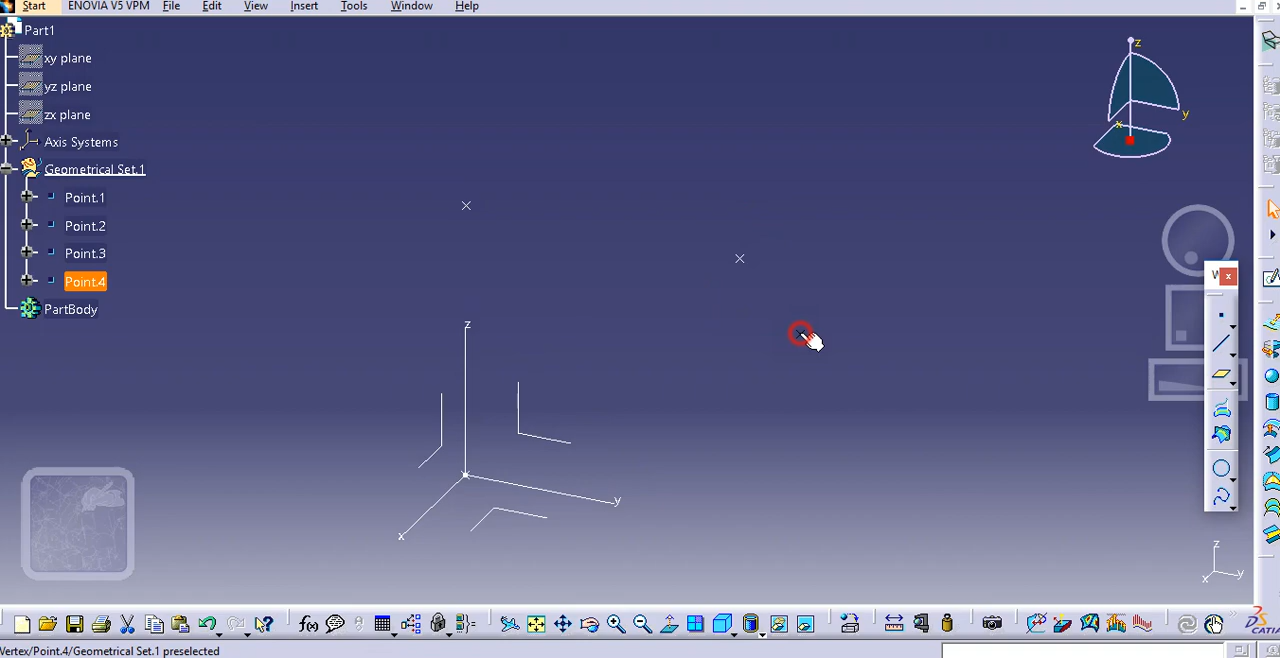 Start ENOVIA V5 VPM File Edit View Insert Tools Window Help
Part1
xy plane
yz plane
zx plane
Axis Systems
Geometrical Set.1
Point.1
Point.2
Point.3
Point.4
PartBody
z
y
x
z
y
x
W
x
z
x
y
f(x)
CATIA
Vertex/Point.4/Geometrical Set.1 preselected